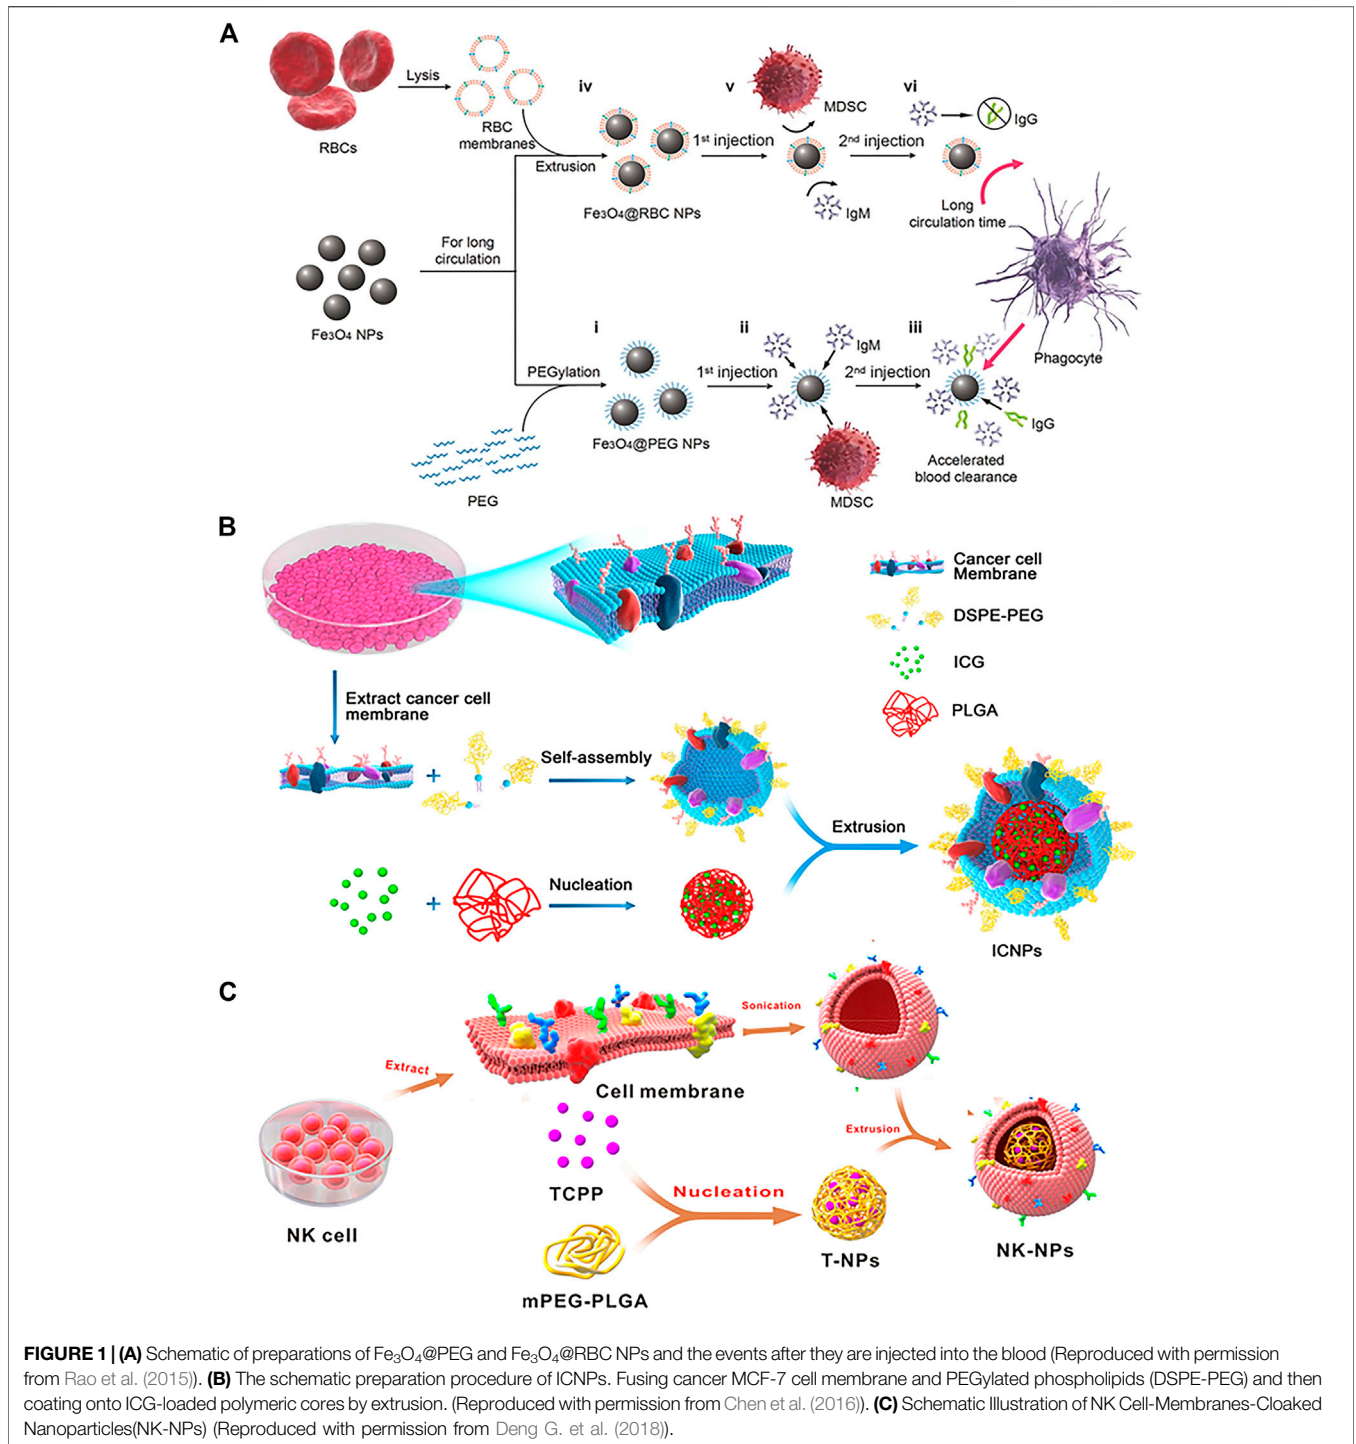 A
Lysis
RBCs
RBC
membranes
Extrusion
iv
Fe₃O₄@RBC NPs
1st injection
v
MDSC
IgM
2nd injection
vi
IgG
Long
circulation time
Phagocyte
For long
circulation
Fe₃O₄ NPs
PEGylation
PEG
i
Fe₃O₄@PEG NPs
1st injection
ii
IgM
MDSC
2nd injection
iii
IgG
Accelerated
blood clearance
B
Cancer cell
Membrane
DSPE-PEG
ICG
PLGA
Extract cancer cell
membrane
+
Self-assembly
+
Nucleation
Extrusion
ICNPs
C
Extract
NK cell
Cell membrane
Sonication
TCPP
mPEG-PLGA
Nucleation
T-NPs
Extrusion
NK-NPs
FIGURE 1 | (A) Schematic of preparations of Fe₃O₄@PEG and Fe₃O₄@RBC NPs and the events after they are injected into the blood (Reproduced with permission
from Rao et al. (2015)). (B) The schematic preparation procedure of ICNPs. Fusing cancer MCF-7 cell membrane and PEGylated phospholipids (DSPE-PEG) and then
coating onto ICG-loaded polymeric cores by extrusion. (Reproduced with permission from Chen et al. (2016)). (C) Schematic Illustration of NK Cell-Membranes-Cloaked
Nanoparticles(NK-NPs) (Reproduced with permission from Deng G. et al. (2018)).